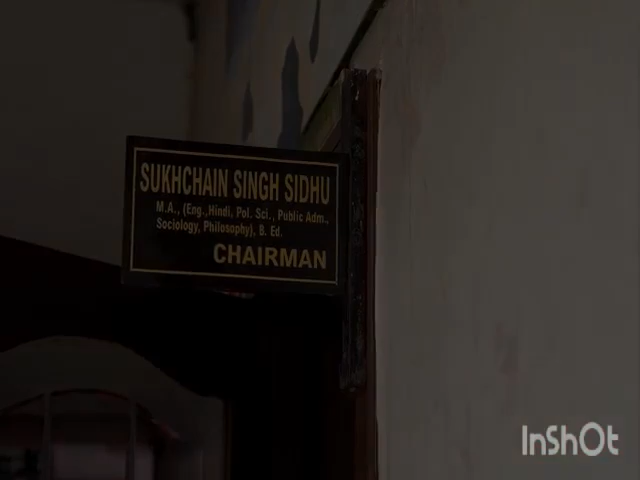 SUKHCHAIN SINGH SIDHU
M.A., (Eng.,Hindi, Pol. Sci., Public Adm.,
Sociology, Philosophy), B. Ed.
CHAIRMAN
InShOt